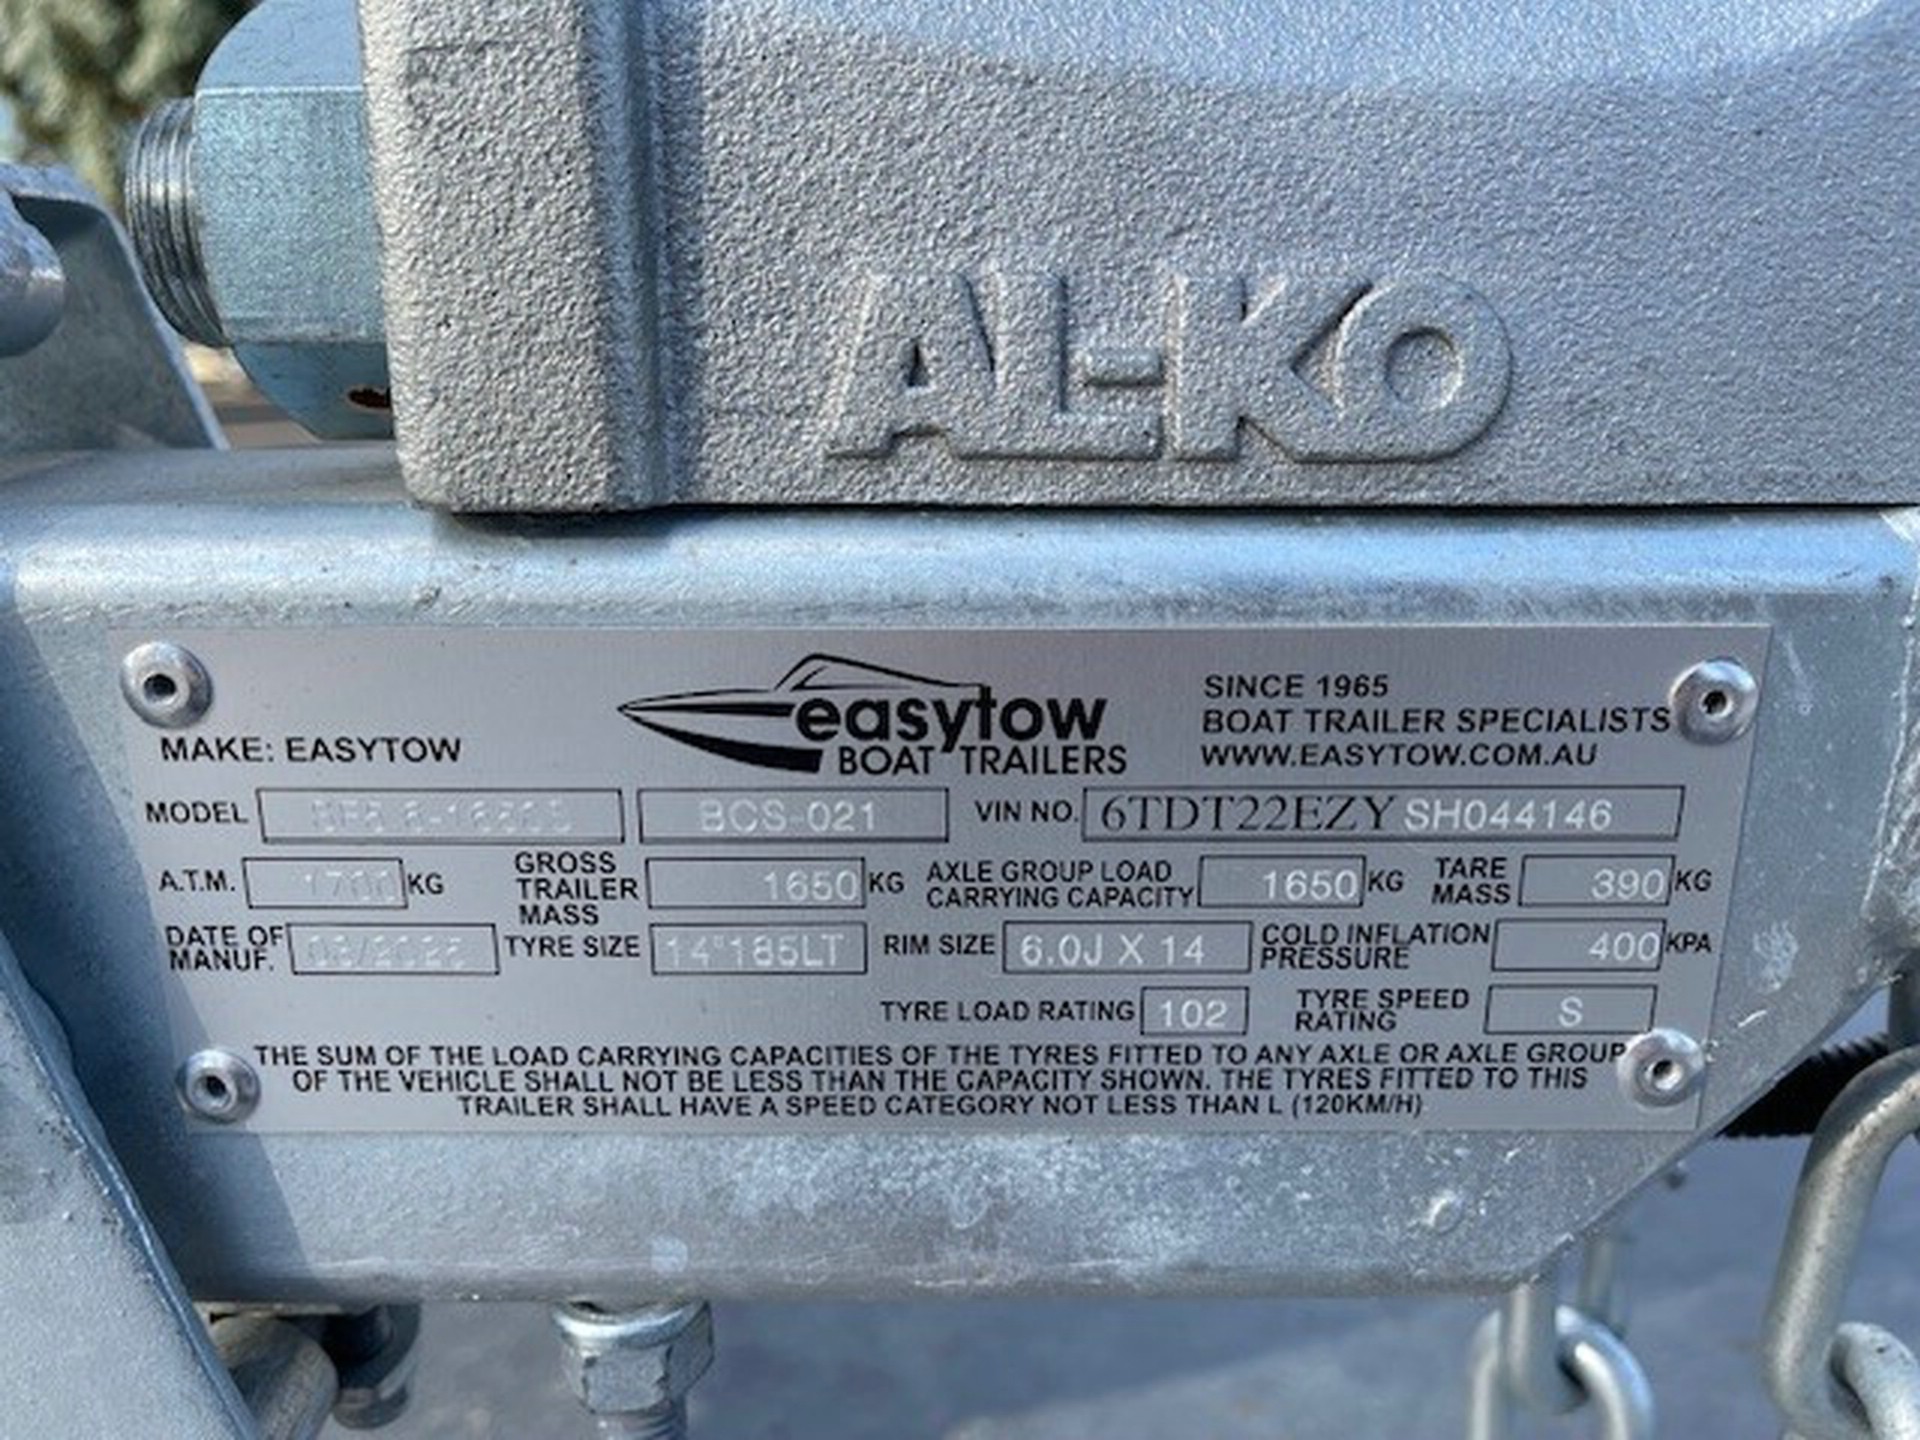 AL-KO
easytow
BOAT TRAILERS
SINCE 1965
BOAT TRAILER SPECIALISTS
WWW.EASYTOW.COM.AU
MAKE: EASYTOW
MODEL BCS-021 VIN NO. 6TDT22EZY SH044146
A.T.M. 1700 KG GROSS TRAILER MASS 1650 KG AXLE GROUP LOAD CARRYING CAPACITY 1650 KG TARE MASS 390 KG
DATE OF MANUF. TYRE SIZE 14"185LT RIM SIZE 6.0J X 14 COLD INFLATION PRESSURE 400 KPA
TYRE LOAD RATING 102 TYRE SPEED RATING S
THE SUM OF THE LOAD CARRYING CAPACITIES OF THE TYRES FITTED TO ANY AXLE OR AXLE GROUP
OF THE VEHICLE SHALL NOT BE LESS THAN THE CAPACITY SHOWN. THE TYRES FITTED TO THIS
TRAILER SHALL HAVE A SPEED CATEGORY NOT LESS THAN L (120KM/H)